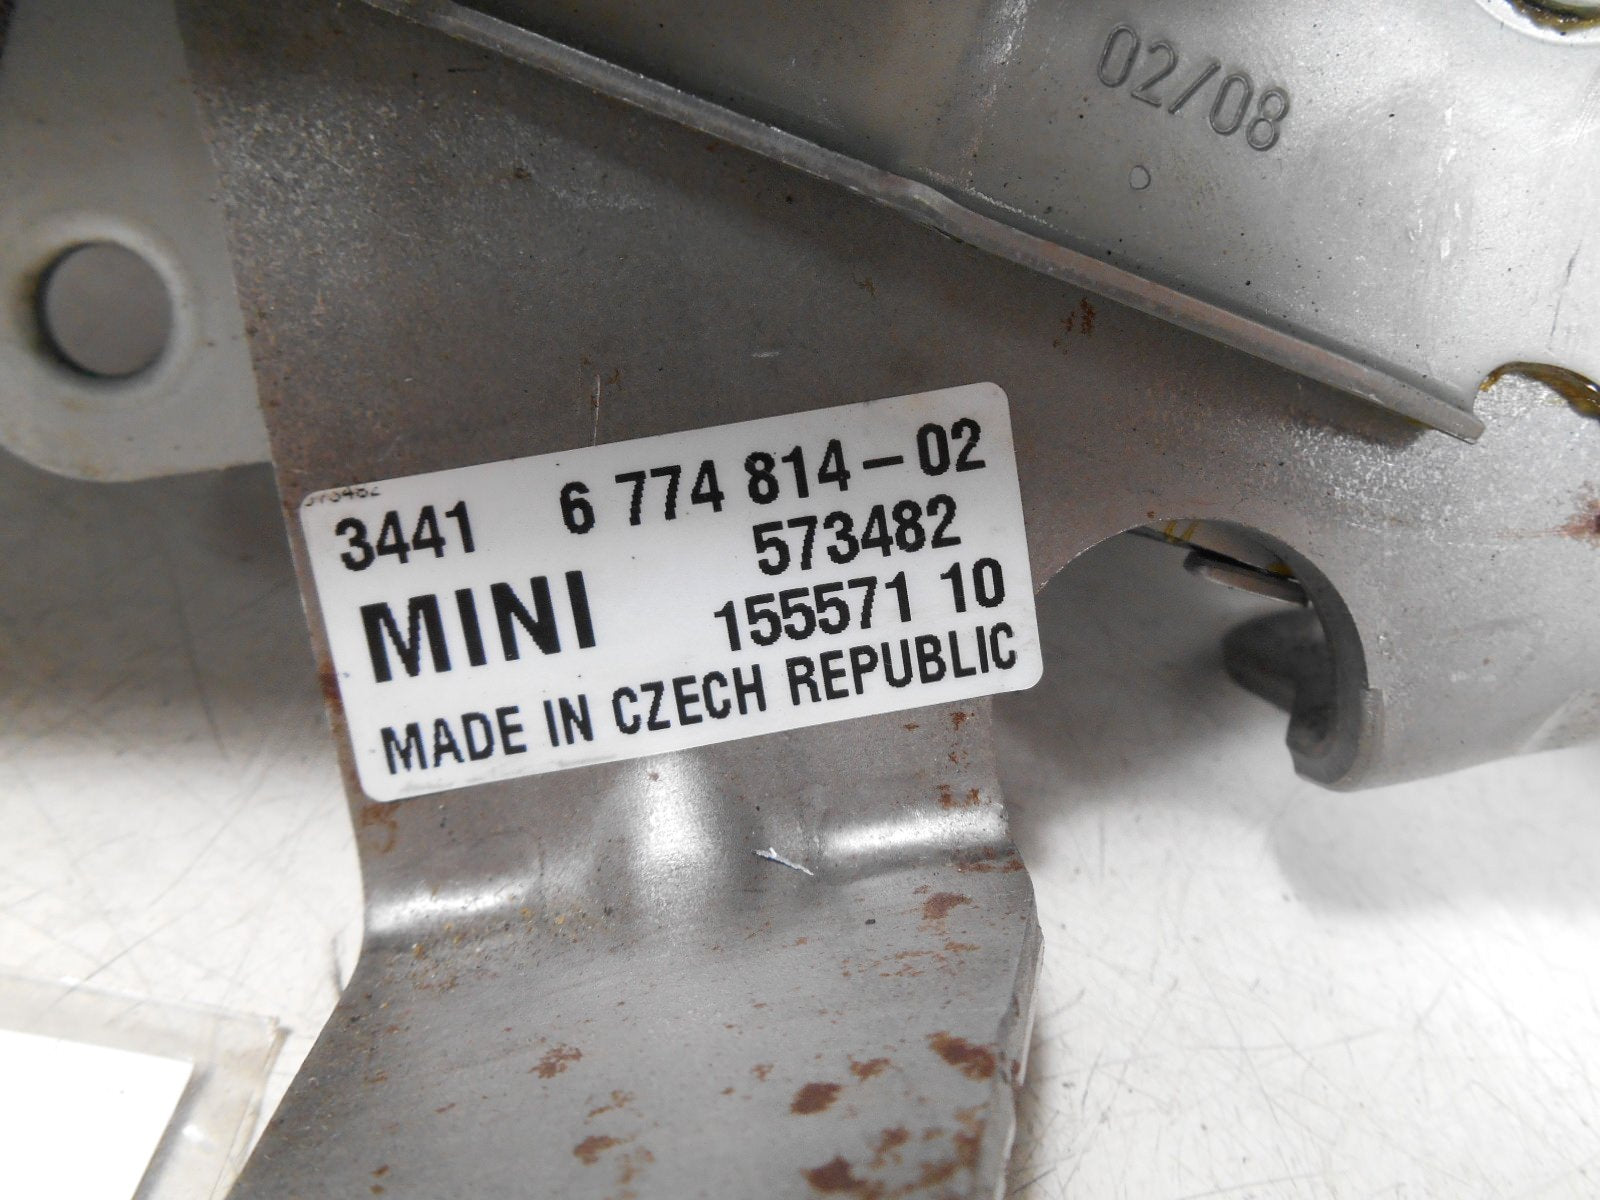 02/08
3441 6 774 814-02
573482
MINI 155571 10
MADE IN CZECH REPUBLIC